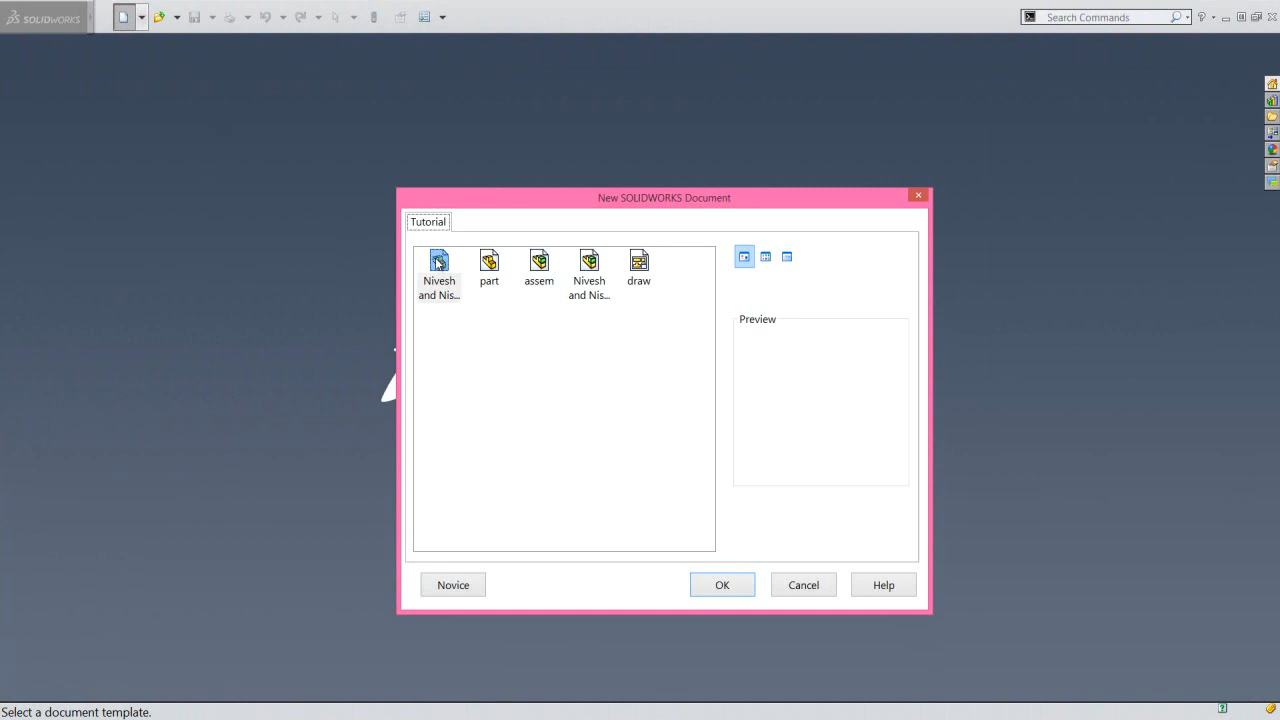 SOLIDWORKS
Search Commands
New SOLIDWORKS Document
Tutorial
Nivesh and Nis...
part
assem
Nivesh and Nis...
draw
Preview
Novice
OK
Cancel
Help
Select a document template.